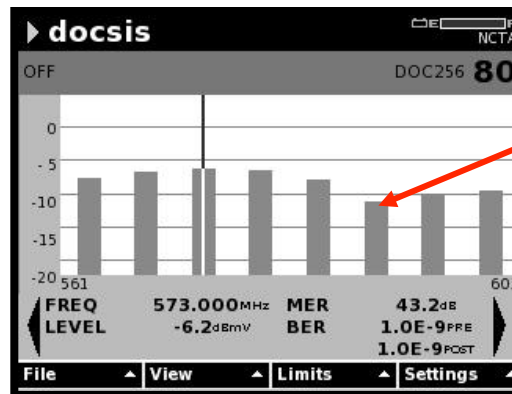 docsis
E
NCTA
OFF
DOC256 80
0
- 5
-10
-15
-20
561
FREQ 573.000MHz MER 43.2dB
LEVEL -6.2dBmV BER 1.0E-9PRE
1.0E-9POST
File View Limits Settings